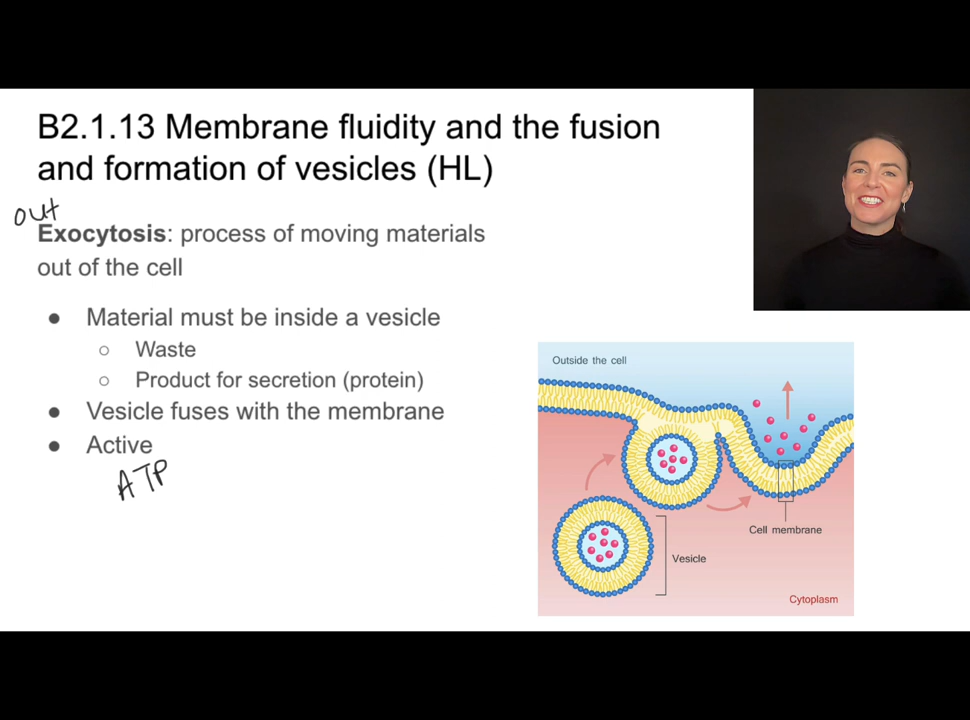 B2.1.13 Membrane fluidity and the fusion
and formation of vesicles (HL)
out
Exocytosis: process of moving materials
out of the cell
● Material must be inside a vesicle
○ Waste
○ Product for secretion (protein)
● Vesicle fuses with the membrane
● Active
ATP
Outside the cell
Cell membrane
Vesicle
Cytoplasm